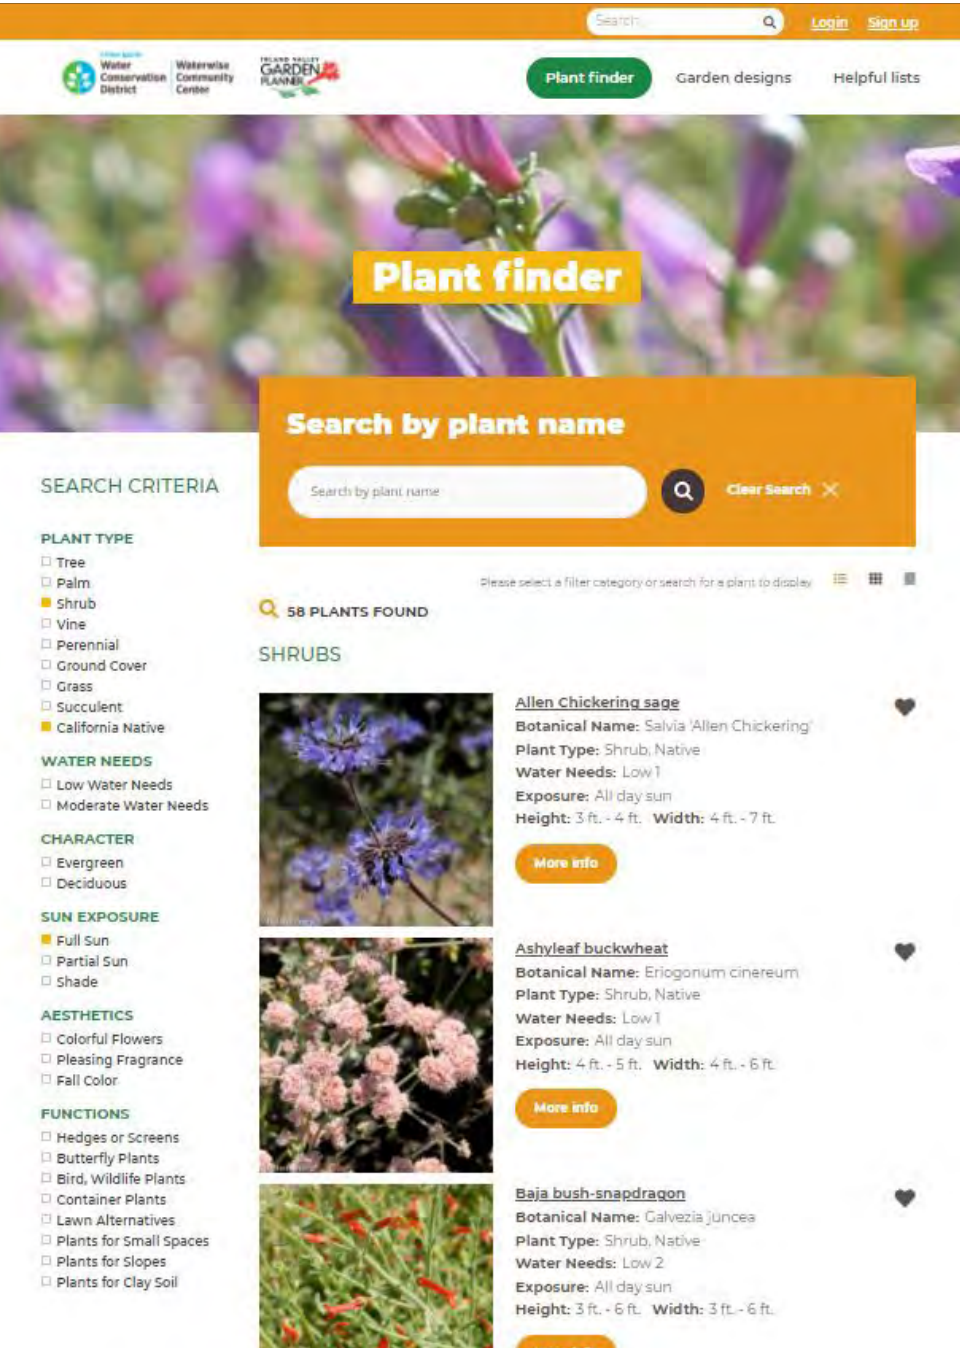 Search...
Login Sign up
Water
Conservation
District
Waterwise
Community
Center
INLAND VALLEY
GARDEN
PLANNER
Plant finder Garden designs Helpful lists
Plant finder
Search by plant name
Search by plant name
Clear Search
SEARCH CRITERIA
PLANT TYPE
Tree
Palm
Shrub
Vine
Perennial
Ground Cover
Grass
Succulent
California Native
WATER NEEDS
Low Water Needs
Moderate Water Needs
CHARACTER
Evergreen
Deciduous
SUN EXPOSURE
Full Sun
Partial Sun
Shade
AESTHETICS
Colorful Flowers
Pleasing Fragrance
Fall Color
FUNCTIONS
Hedges or Screens
Butterfly Plants
Bird, Wildlife Plants
Container Plants
Lawn Alternatives
Plants for Small Spaces
Plants for Slopes
Plants for Clay Soil
Please select a filter category or search for a plant to display
58 PLANTS FOUND
SHRUBS
Allen Chickering sage
Botanical Name: Salvia 'Allen Chickering'
Plant Type: Shrub, Native
Water Needs: Low 1
Exposure: All day sun
Height: 3 ft. - 4 ft. Width: 4 ft. - 7 ft.
More info
Ashyleaf buckwheat
Botanical Name: Eriogonum cinereum
Plant Type: Shrub, Native
Water Needs: Low 1
Exposure: All day sun
Height: 4 ft. - 5 ft. Width: 4 ft. - 6 ft.
More info
Baja bush-snapdragon
Botanical Name: Galvezia juncea
Plant Type: Shrub, Native
Water Needs: Low 2
Exposure: All day sun
Height: 3 ft. - 6 ft. Width: 3 ft. - 6 ft.